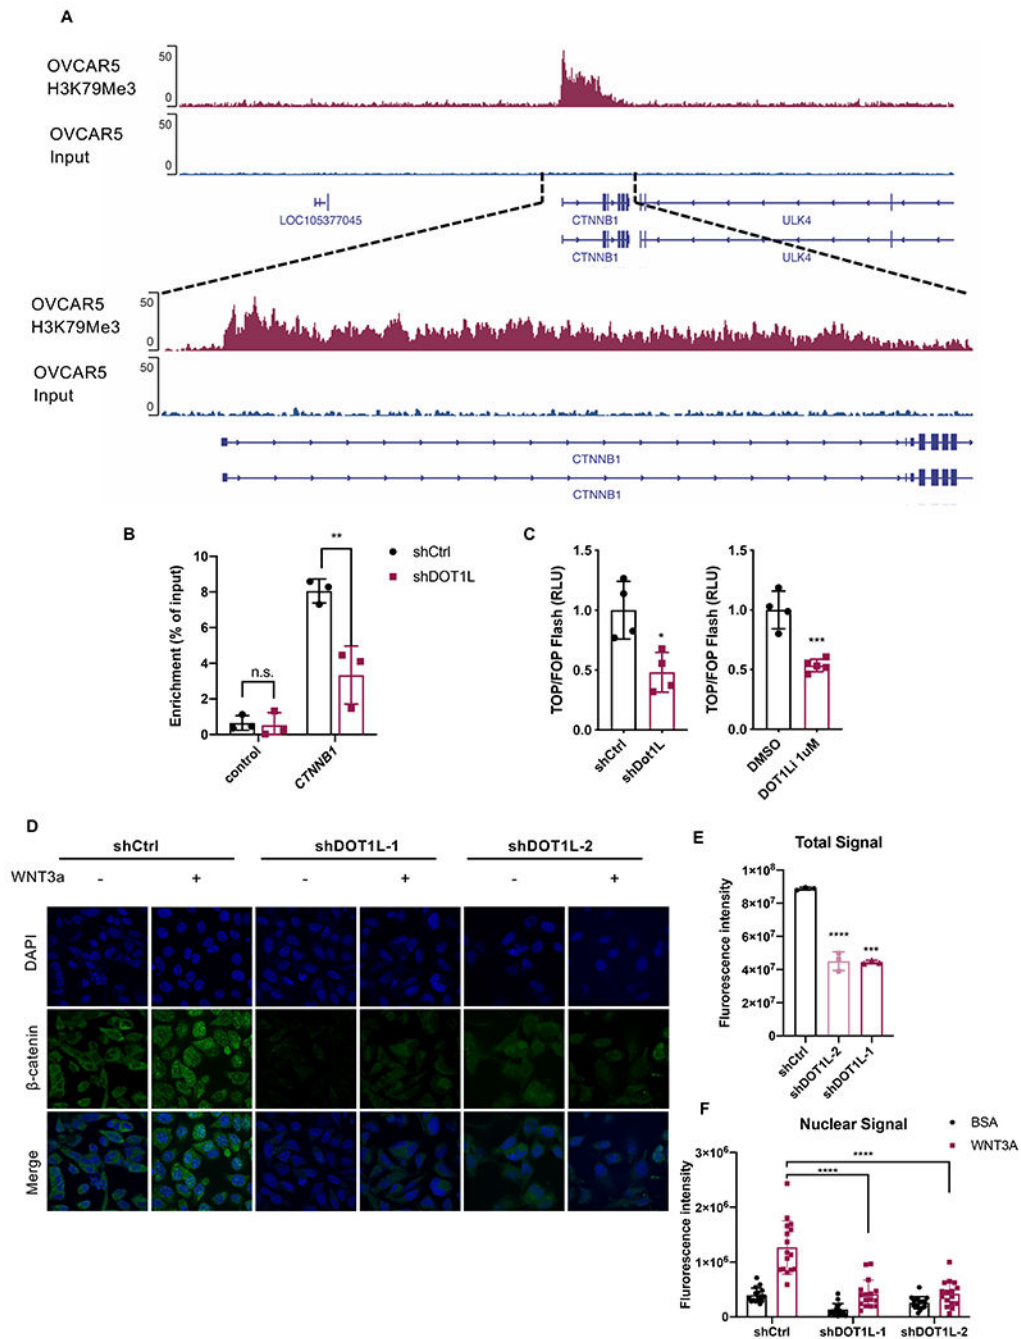 A
OVCAR5
H3K79Me3
50
0
OVCAR5
Input
50
0
LOC105377045
CTNNB1
ULK4
CTNNB1
ULK4
OVCAR5
H3K79Me3
50
0
OVCAR5
Input
50
0
CTNNB1
CTNNB1
B
Enrichment (% of input)
10
8
6
4
2
0
n.s.
**
control
CTNNB1
shCtrl
shDOT1L
C
TOP/FOP Flash (RLU)
1.5
1.0
0.5
0.0
*
shCtrl
shDot1L
TOP/FOP Flash (RLU)
1.5
1.0
0.5
0.0
***
DMSO
DOT1Li 1uM
D
shCtrl shDOT1L-1 shDOT1L-2
WNT3a - + - + - +
DAPI
β-catenin
Merge
E
Total Signal
Flurorescence intensity
1×10⁸
8×10⁷
6×10⁷
4×10⁷
2×10⁷
0
****
***
shCtrl
shDOT1L-2
shDOT1L-1
F
Nuclear Signal
BSA
WNT3A
Flurorescence intensity
3×10⁶
2×10⁶
1×10⁶
0
****
****
shCtrl shDOT1L-1 shDOT1L-2